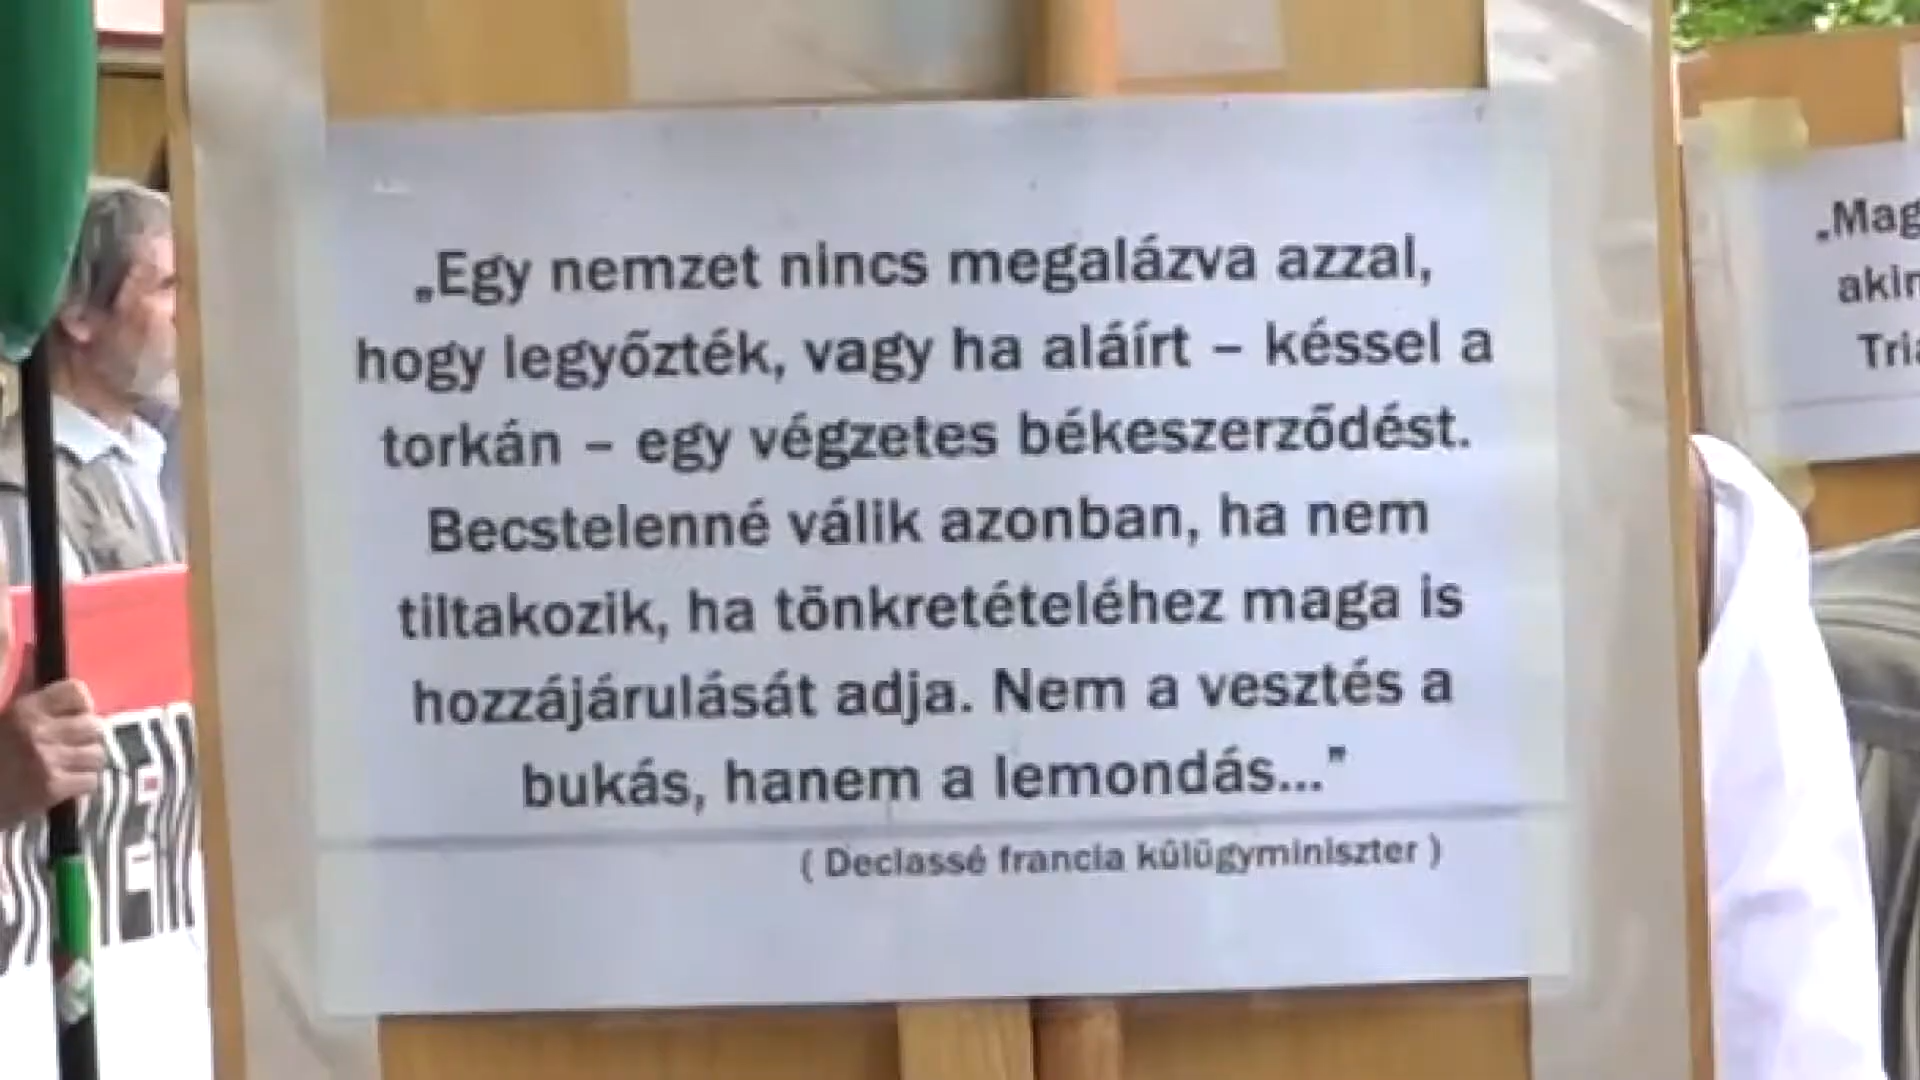 „Egy nemzet nincs megalázva azzal,
hogy legyőzték, vagy ha aláírt – késsel a
torkán – egy végzetes békeszerződést.
Becstelenné válik azonban, ha nem
tiltakozik, ha tönkretételéhez maga is
hozzájárulását adja. Nem a vesztés a
bukás, hanem a lemondás..."
( Declassé francia külügyminiszter )
„Mag
akin
Tria